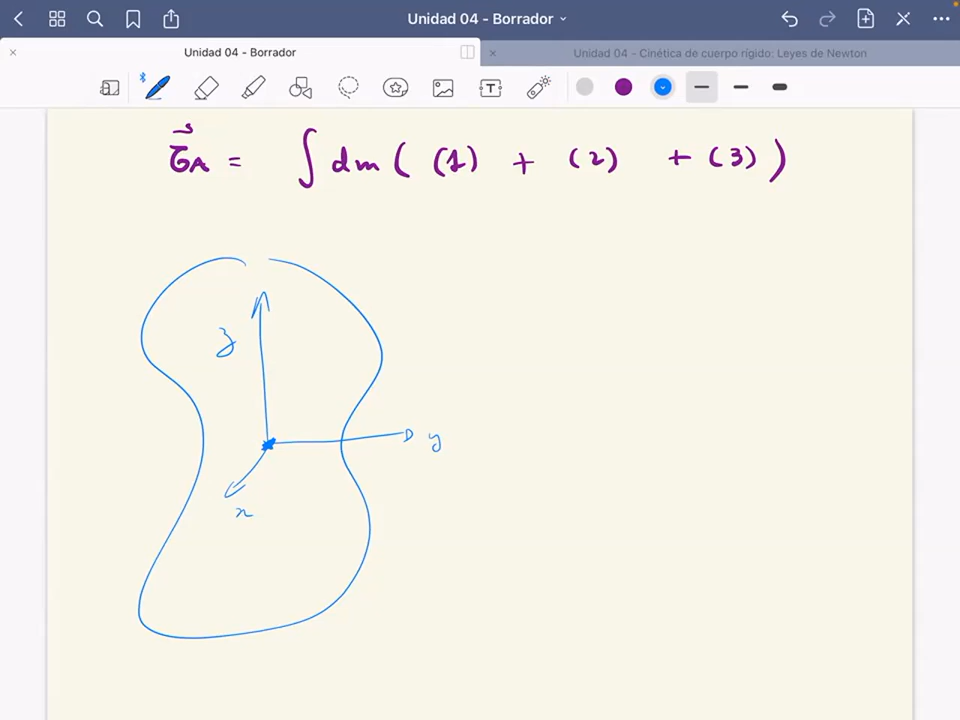 Unidad 04 - Borrador
Unidad 04 - Borrador
Unidad 04 - Cinética de cuerpo rígido: Leyes de Newton
T
τ⃗A = ∫ dm ( (1) + (2) + (3) )
z
y
x